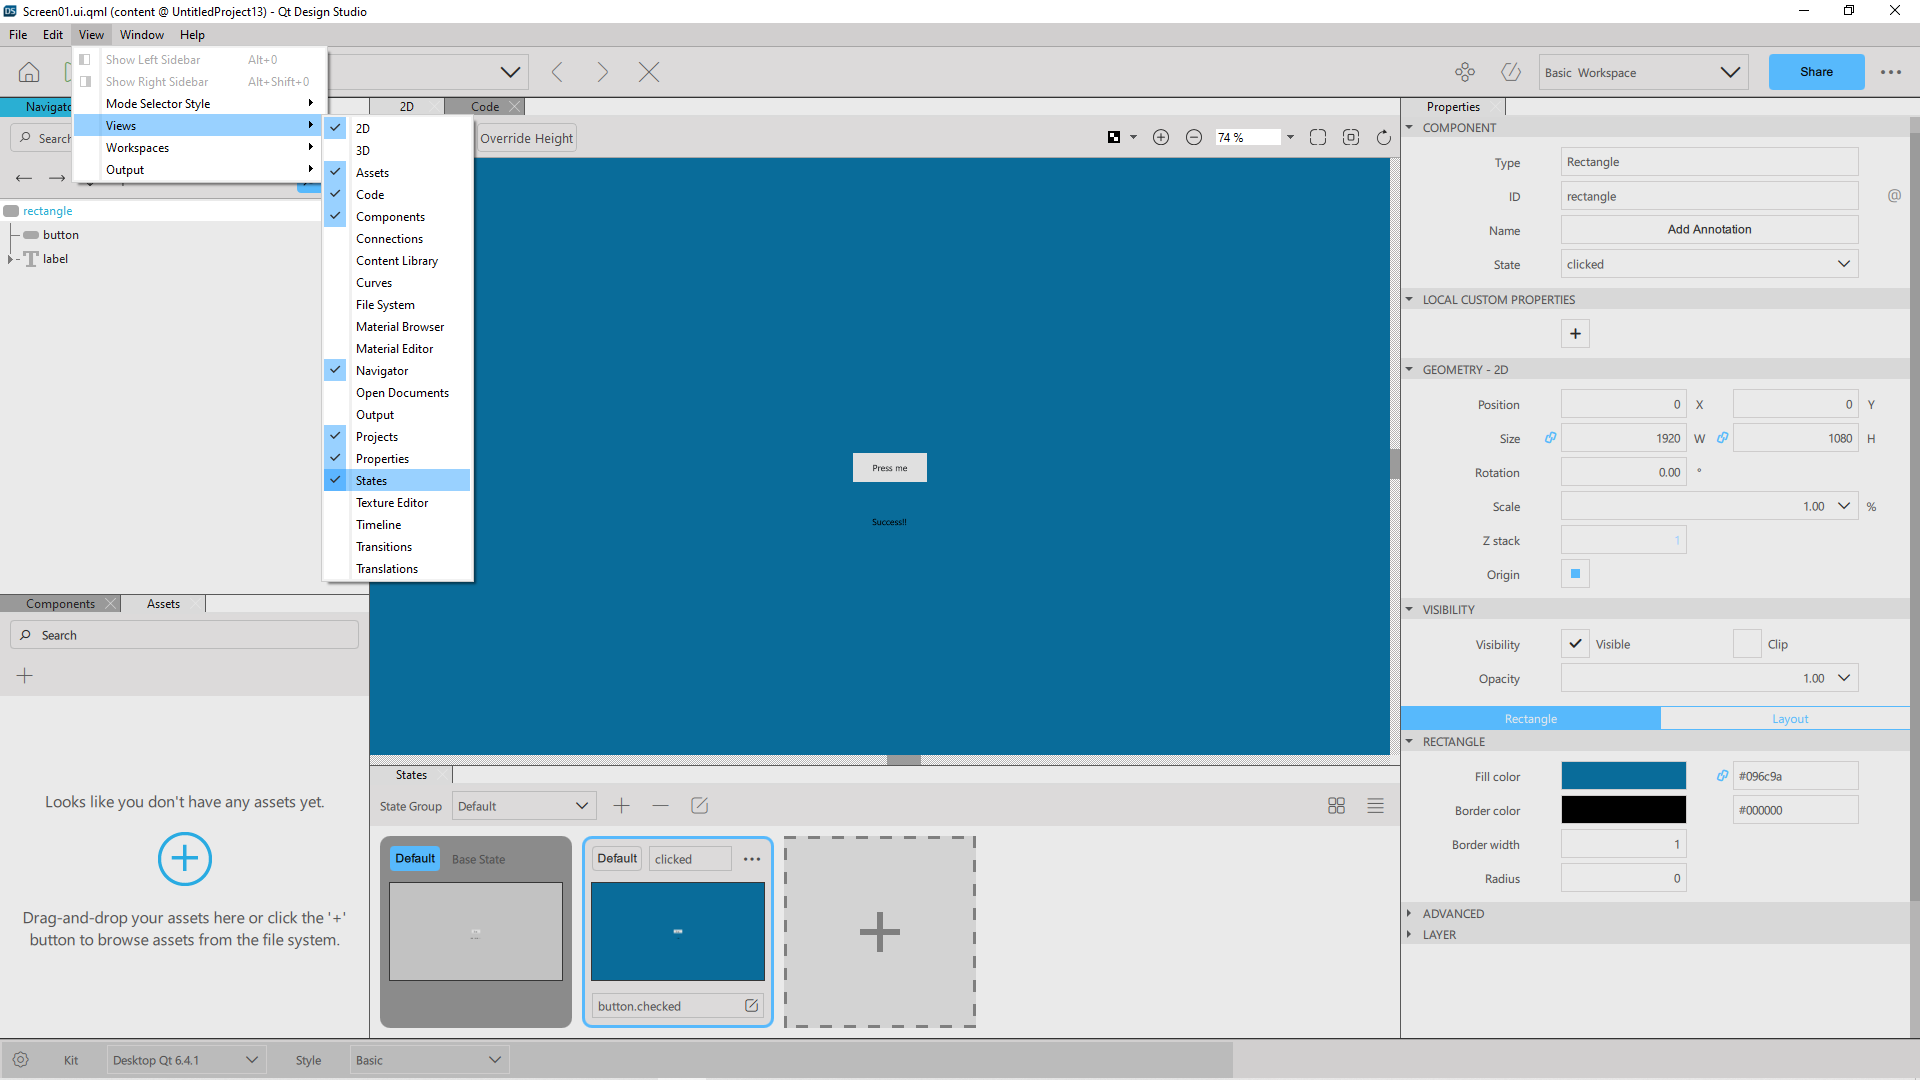 Screen01.ui.qml (content @ UntitledProject13) - Qt Design Studio
File Edit View Window Help
Show Left Sidebar Alt+0
Show Right Sidebar Alt+Shift+0
Mode Selector Style
Views
Workspaces
Output
Basic Workspace
Share
2D
Code
Override Height
74 %
rectangle
button
label
2D
3D
Assets
Code
Components
Connections
Content Library
Curves
File System
Material Browser
Material Editor
Navigator
Open Documents
Output
Projects
Properties
States
Texture Editor
Timeline
Transitions
Translations
Press me
Success!!
Components
Assets
Search
Looks like you don't have any assets yet.
Drag-and-drop your assets here or click the '+'
button to browse assets from the file system.
States
State Group Default
Default Base State
Default clicked
button.checked
Properties
COMPONENT
Type Rectangle
ID rectangle @
Name Add Annotation
State clicked
LOCAL CUSTOM PROPERTIES
GEOMETRY - 2D
Position 0 X 0 Y
Size 1920 W 1080 H
Rotation 0.00 °
Scale 1.00 %
Z stack 1
Origin
VISIBILITY
Visibility Visible Clip
Opacity 1.00
Rectangle Layout
RECTANGLE
Fill color #096c9a
Border color #000000
Border width 1
Radius 0
ADVANCED
LAYER
Kit Desktop Qt 6.4.1 Style Basic